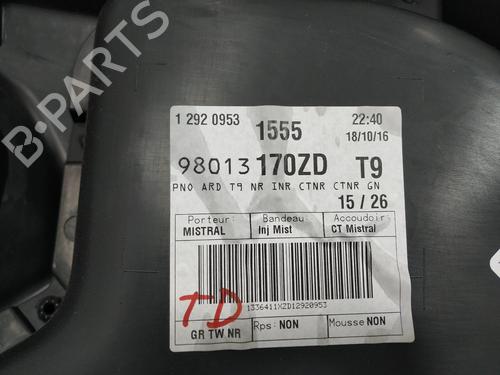 1 292 0953
1555
22:40
18/10/16
98013 170ZD T9
PNO ARD T9 NR INR CTNR CTNR GN
15 / 26
Porteur:
MISTRAL
Bandeau
Inj Mist
Accoudoir:
CT Mistral
1336411XZD12920953
TD
GR TW NR
Rps: NON
Mousse NON
B-PARTS